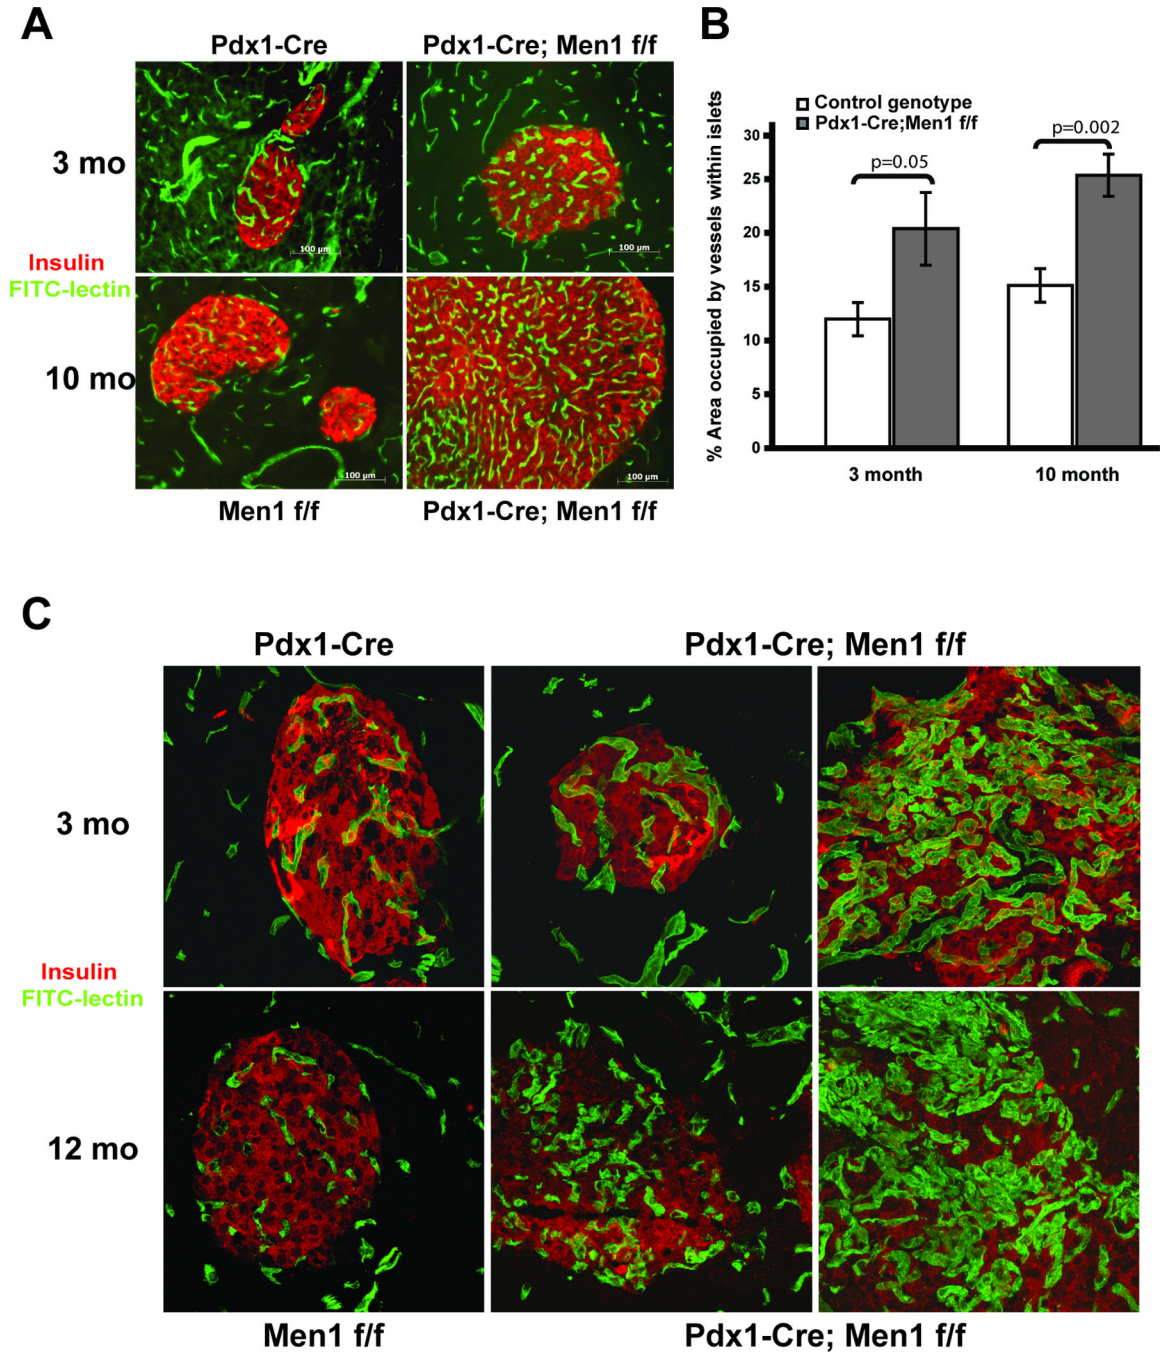 A
Pdx1-Cre
Pdx1-Cre; Men1 f/f
3 mo
100 µm
100 µm
Insulin
FITC-lectin
10 mo
100 µm
100 µm
Men1 f/f
Pdx1-Cre; Men1 f/f
B
Control genotype
Pdx1-Cre;Men1 f/f
% Area occupied by vessels within islets
30
25
20
15
10
5
0
p=0.05
p=0.002
3 month
10 month
C
Pdx1-Cre
Pdx1-Cre; Men1 f/f
3 mo
Insulin
FITC-lectin
12 mo
Men1 f/f
Pdx1-Cre; Men1 f/f